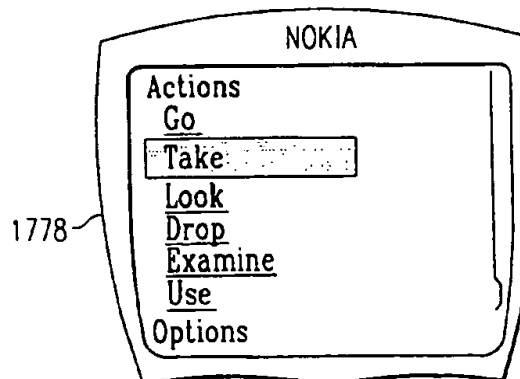 NOKIA
Actions
Go
Take
Look
Drop
1778
Examine
Use
Options